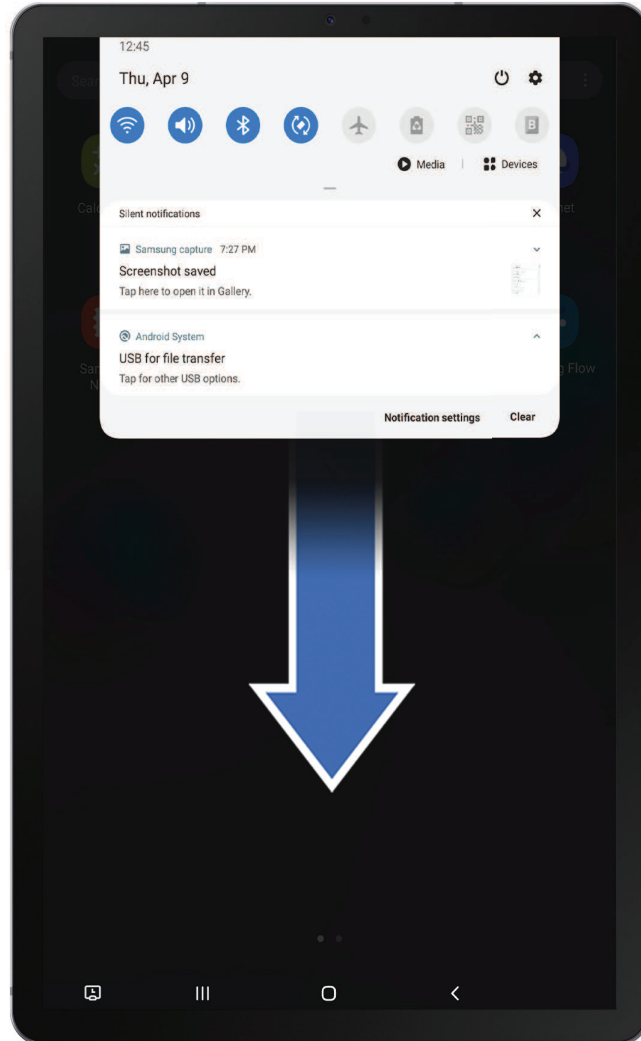 12:45
Thu, Apr 9
Media
Devices
Silent notifications
Samsung capture 7:27 PM
Screenshot saved
Tap here to open it in Gallery.
Android System
USB for file transfer
Tap for other USB options.
g Flow
Notification settings Clear